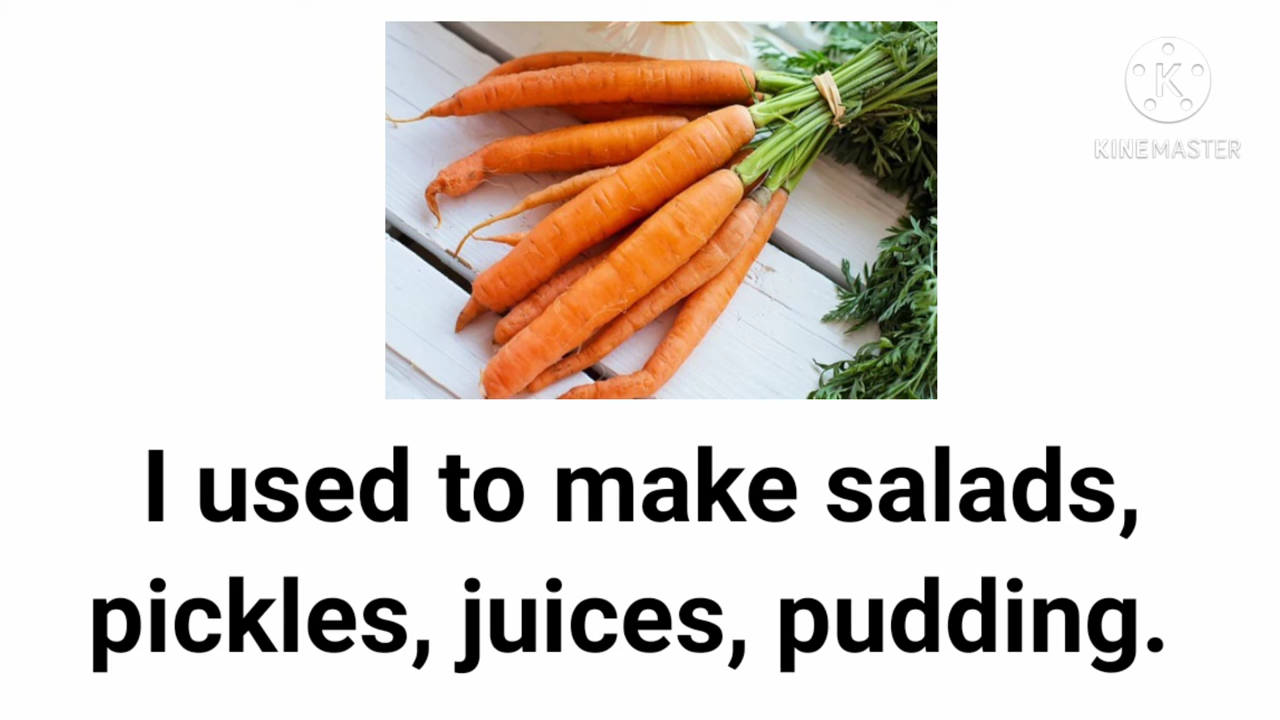 K
KINEMASTER
I used to make salads,
pickles, juices, pudding.